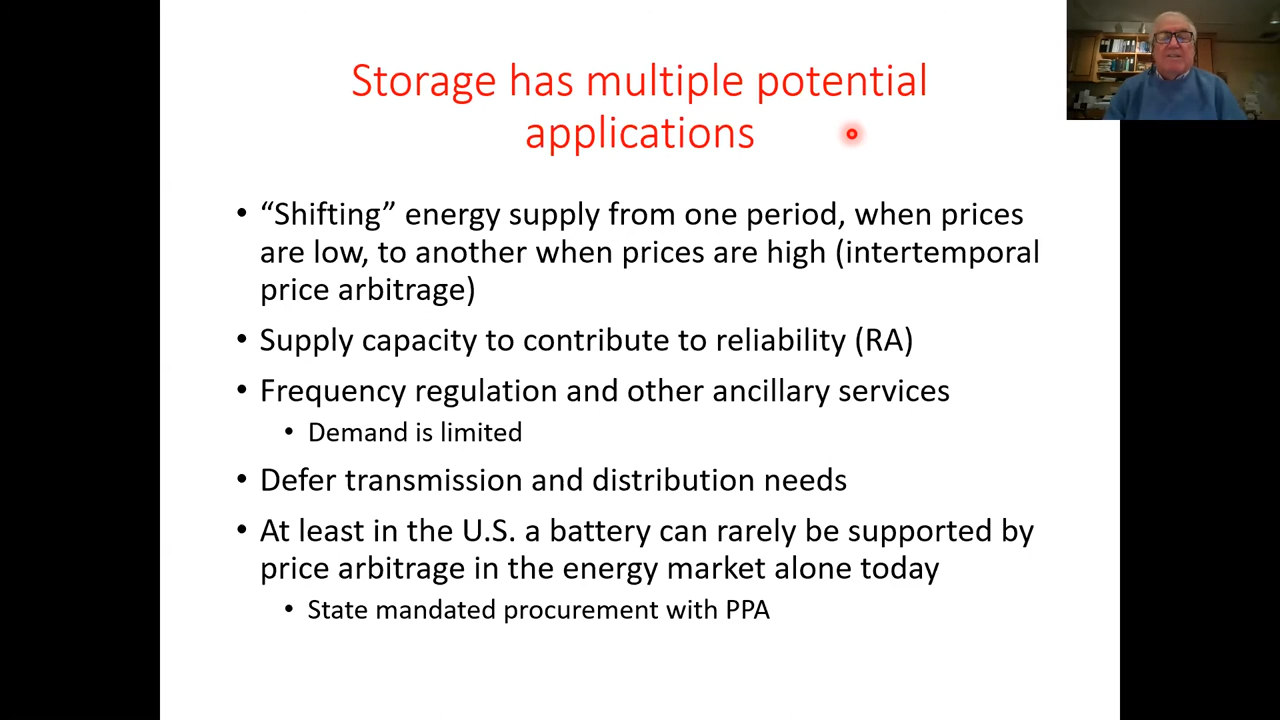 Storage has multiple potential
applications
• “Shifting” energy supply from one period, when prices
are low, to another when prices are high (intertemporal
price arbitrage)
• Supply capacity to contribute to reliability (RA)
• Frequency regulation and other ancillary services
• Demand is limited
• Defer transmission and distribution needs
• At least in the U.S. a battery can rarely be supported by
price arbitrage in the energy market alone today
• State mandated procurement with PPA